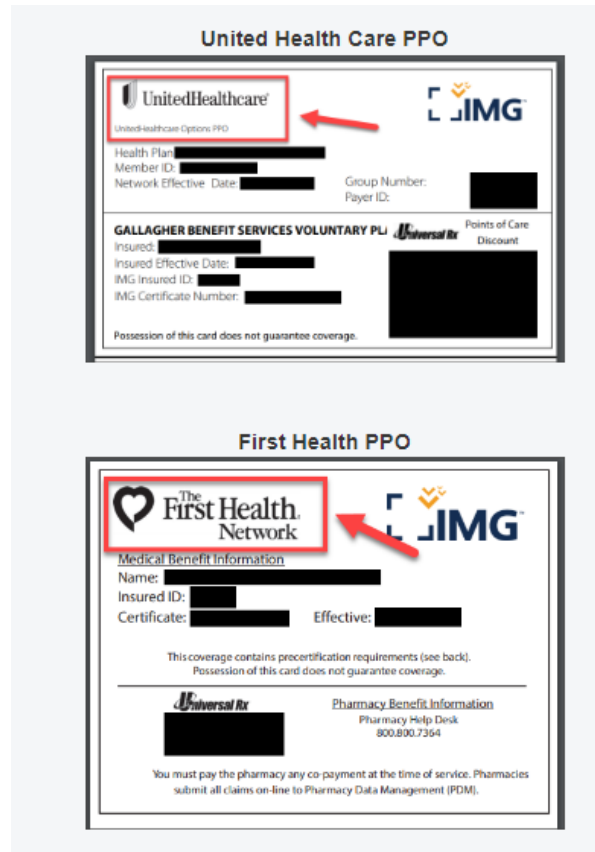 United Health Care PPO
UnitedHealthcare
IMG
UnitedHealthcare Options PPO
Health Plan
Member ID:
Network Effective Date:
Group Number:
Payer ID:
GALLAGHER BENEFIT SERVICES VOLUNTARY PL
Universal Rx
Points of Care
Discount
Insured:
Insured Effective Date:
IMG Insured ID:
IMG Certificate Number:
Possession of this card does not guarantee coverage.
First Health PPO
The
First Health.
Network
IMG
Medical Benefit Information
Name:
Insured ID:
Certificate:
Effective:
This coverage contains precertification requirements (see back).
Possession of this card does not guarantee coverage.
Universal Rx
Pharmacy Benefit Information
Pharmacy Help Desk
800.800.7364
You must pay the pharmacy any co-payment at the time of service. Pharmacies
submit all claims on-line to Pharmacy Data Management (PDM).